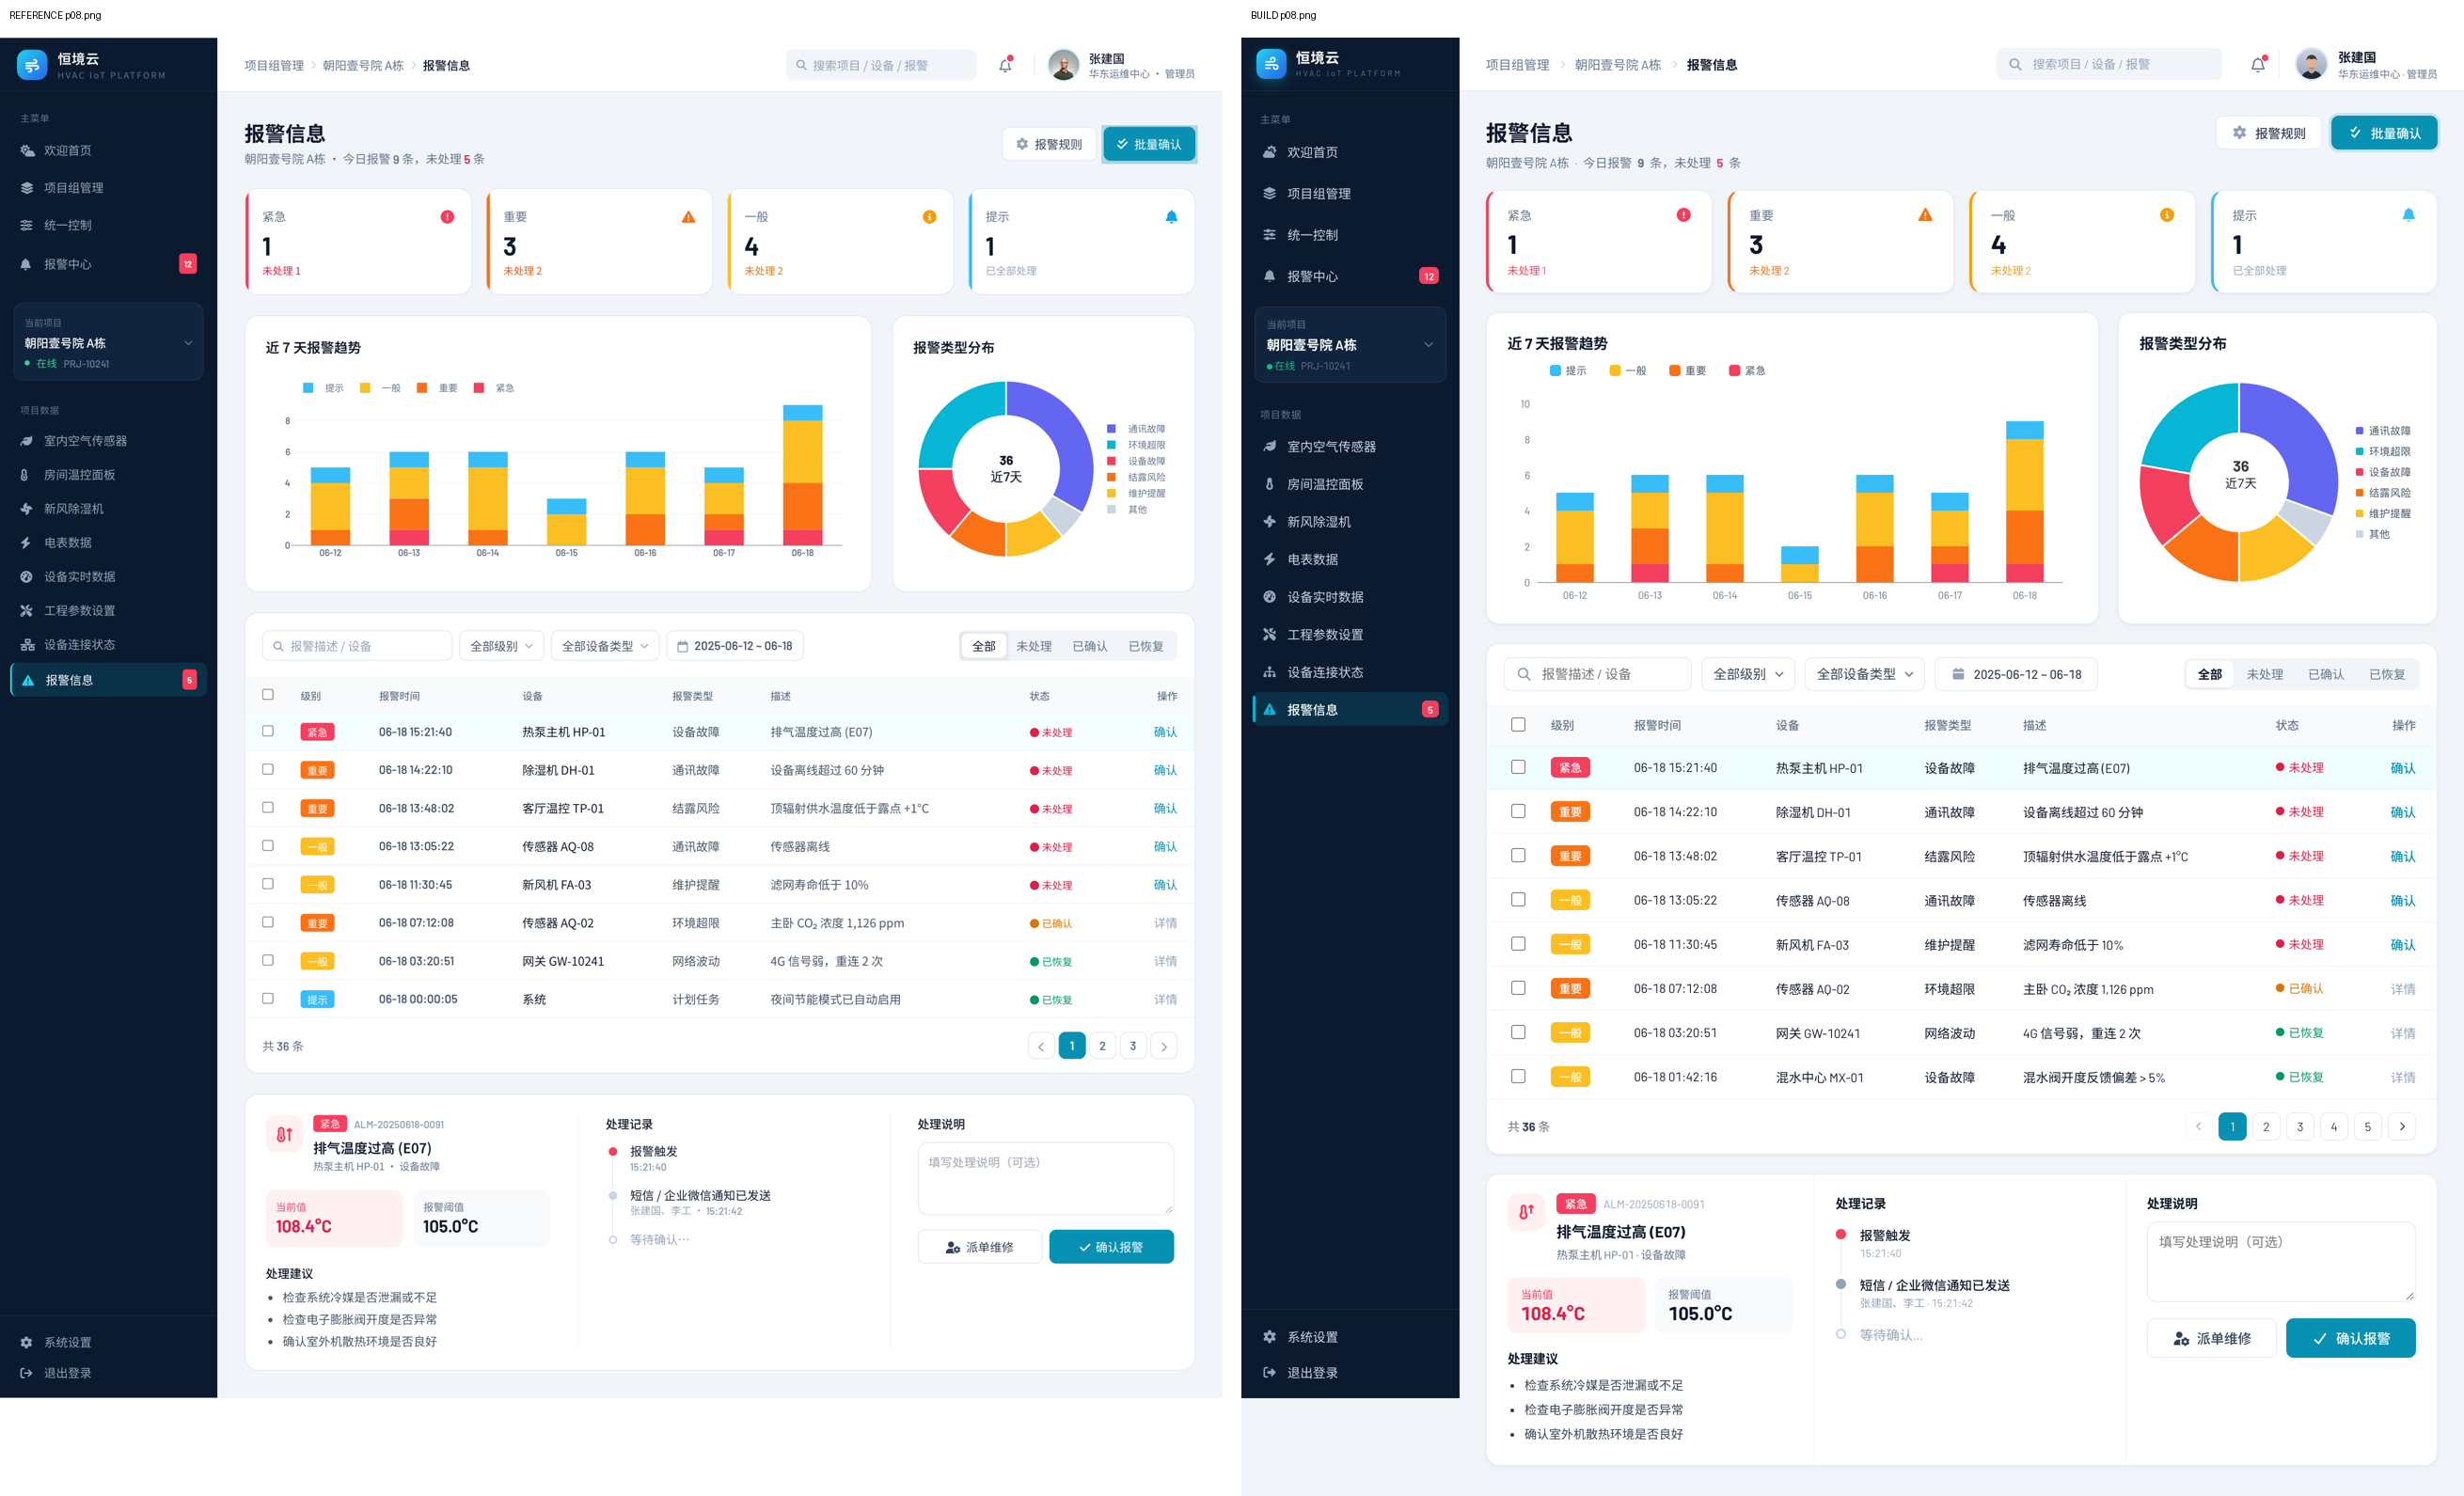 REFERENCE p08.png
恒境云
HVAC IoT PLATFORM
主菜单
欢迎首页
项目组管理
统一控制
报警中心 12
当前项目
朝阳壹号院 A栋
在线 PRJ-10241
项目数据
室内空气传感器
房间温控面板
新风除湿机
电表数据
设备实时数据
工程参数设置
设备连接状态
报警信息 5
系统设置
退出登录
项目组管理 > 朝阳壹号院 A栋 > 报警信息
搜索项目 / 设备 / 报警
张建国
华东运维中心 · 管理员
报警信息
朝阳壹号院 A栋 · 今日报警 9 条，未处理 5 条
报警规则
批量确认
紧急
1
未处理 1
重要
3
未处理 2
一般
4
未处理 2
提示
1
已全部处理
近 7 天报警趋势
提示 一般 重要 紧急
8
6
4
2
0
06-12 06-13 06-14 06-15 06-16 06-17 06-18
报警类型分布
36
近7天
通讯故障
环境超限
设备故障
结露风险
维护提醒
其他
报警描述 / 设备 全部级别 全部设备类型 2025-06-12 ~ 06-18 全部 未处理 已确认 已恢复
级别 报警时间 设备 报警类型 描述 状态 操作
紧急 06-18 15:21:40 热泵主机 HP-01 设备故障 排气温度过高 (E07) 未处理 确认
重要 06-18 14:22:10 除湿机 DH-01 通讯故障 设备离线超过 60 分钟 未处理 确认
重要 06-18 13:48:02 客厅温控 TP-01 结露风险 顶辐射供水温度低于露点 +1°C 未处理 确认
一般 06-18 13:05:22 传感器 AQ-08 通讯故障 传感器离线 未处理 确认
一般 06-18 11:30:45 新风机 FA-03 维护提醒 滤网寿命低于 10% 未处理 确认
重要 06-18 07:12:08 传感器 AQ-02 环境超限 主卧 CO₂ 浓度 1,126 ppm 已确认 详情
一般 06-18 03:20:51 网关 GW-10241 网络波动 4G 信号弱，重连 2 次 已恢复 详情
提示 06-18 00:00:05 系统 计划任务 夜间节能模式已自动启用 已恢复 详情
共 36 条
1 2 3
紧急 ALM-20250618-0091
排气温度过高 (E07)
热泵主机 HP-01 · 设备故障
当前值
108.4°C
报警阈值
105.0°C
处理建议
• 检查系统冷媒是否泄漏或不足
• 检查电子膨胀阀开度是否异常
• 确认室外机散热环境是否良好
处理记录
报警触发
15:21:40
短信 / 企业微信通知已发送
张建国、李工 · 15:21:42
等待确认…
处理说明
填写处理说明（可选）
派单维修
确认报警
BUILD p08.png
恒境云
HVAC IoT PLATFORM
主菜单
欢迎首页
项目组管理
统一控制
报警中心 12
当前项目
朝阳壹号院 A栋
在线 PRJ-10241
项目数据
室内空气传感器
房间温控面板
新风除湿机
电表数据
设备实时数据
工程参数设置
设备连接状态
报警信息 5
系统设置
退出登录
项目组管理 > 朝阳壹号院 A栋 > 报警信息
搜索项目 / 设备 / 报警
张建国
华东运维中心 · 管理员
报警信息
朝阳壹号院 A栋 · 今日报警 9 条，未处理 5 条
报警规则
批量确认
紧急
1
未处理 1
重要
3
未处理 2
一般
4
未处理 2
提示
1
已全部处理
近 7 天报警趋势
提示 一般 重要 紧急
10
8
6
4
2
0
06-12 06-13 06-14 06-15 06-16 06-17 06-18
报警类型分布
36
近7天
通讯故障
环境超限
设备故障
结露风险
维护提醒
其他
报警描述 / 设备 全部级别 全部设备类型 2025-06-12 ~ 06-18 全部 未处理 已确认 已恢复
级别 报警时间 设备 报警类型 描述 状态 操作
紧急 06-18 15:21:40 热泵主机 HP-01 设备故障 排气温度过高 (E07) 未处理 确认
重要 06-18 14:22:10 除湿机 DH-01 通讯故障 设备离线超过 60 分钟 未处理 确认
重要 06-18 13:48:02 客厅温控 TP-01 结露风险 顶辐射供水温度低于露点 +1°C 未处理 确认
一般 06-18 13:05:22 传感器 AQ-08 通讯故障 传感器离线 未处理 确认
一般 06-18 11:30:45 新风机 FA-03 维护提醒 滤网寿命低于 10% 未处理 确认
重要 06-18 07:12:08 传感器 AQ-02 环境超限 主卧 CO₂ 浓度 1,126 ppm 已确认 详情
一般 06-18 03:20:51 网关 GW-10241 网络波动 4G 信号弱，重连 2 次 已恢复 详情
一般 06-18 01:42:16 混水中心 MX-01 设备故障 混水阀开度反馈偏差 > 5% 已恢复 详情
共 36 条
1 2 3 4 5
紧急 ALM-20250618-0091
排气温度过高 (E07)
热泵主机 HP-01 · 设备故障
当前值
108.4°C
报警阈值
105.0°C
处理建议
• 检查系统冷媒是否泄漏或不足
• 检查电子膨胀阀开度是否异常
• 确认室外机散热环境是否良好
处理记录
报警触发
15:21:40
短信 / 企业微信通知已发送
张建国、李工 · 15:21:42
等待确认...
处理说明
填写处理说明（可选）
派单维修
确认报警